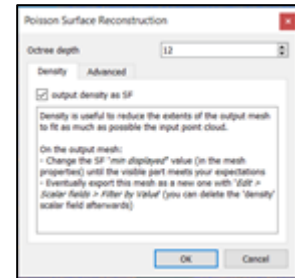 Poisson Surface Reconstruction
Octree depth 12
Density Advanced
output density as SF
Density is useful to reduce the extents of the output mesh
to fit as much as possible the input point cloud.
On the output mesh:
- Change the SF 'min displayed' value (in the mesh
properties) until the visible part meets your expectations
- Eventually export this mesh as a new one with 'Edit >
Scalar fields > Filter by Value' (you can delete the 'density'
scalar field afterwards)
OK Cancel